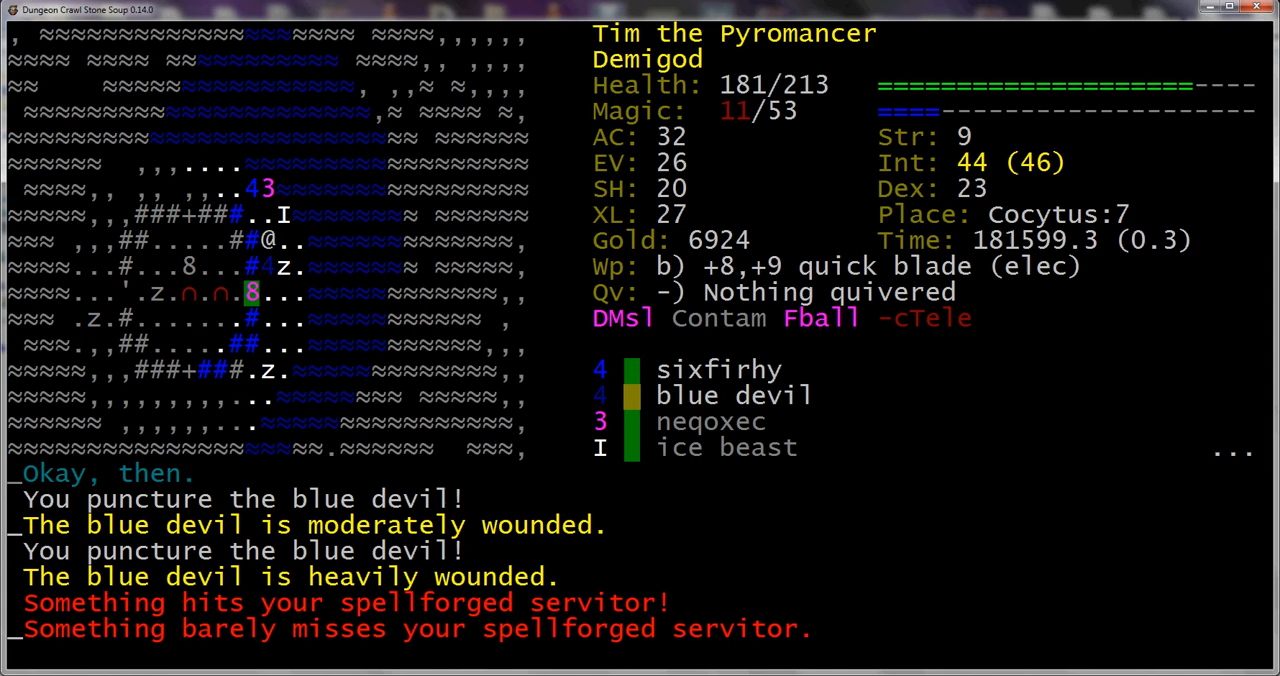 Dungeon Crawl Stone Soup 0.14.0
Tim the Pyromancer
Demigod
Health: 181/213
Magic: 11/53
AC: 32 Str: 9
EV: 26 Int: 44 (46)
SH: 20 Dex: 23
XL: 27 Place: Cocytus:7
Gold: 6924 Time: 181599.3 (0.3)
Wp: b) +8,+9 quick blade (elec)
Qv: -) Nothing quivered
DMsl Contam Fball -cTele
4 sixfirhy
4 blue devil
3 neqoxec
I ice beast ...
_Okay, then.
You puncture the blue devil!
_The blue devil is moderately wounded.
You puncture the blue devil!
The blue devil is heavily wounded.
Something hits your spellforged servitor!
_Something barely misses your spellforged servitor.